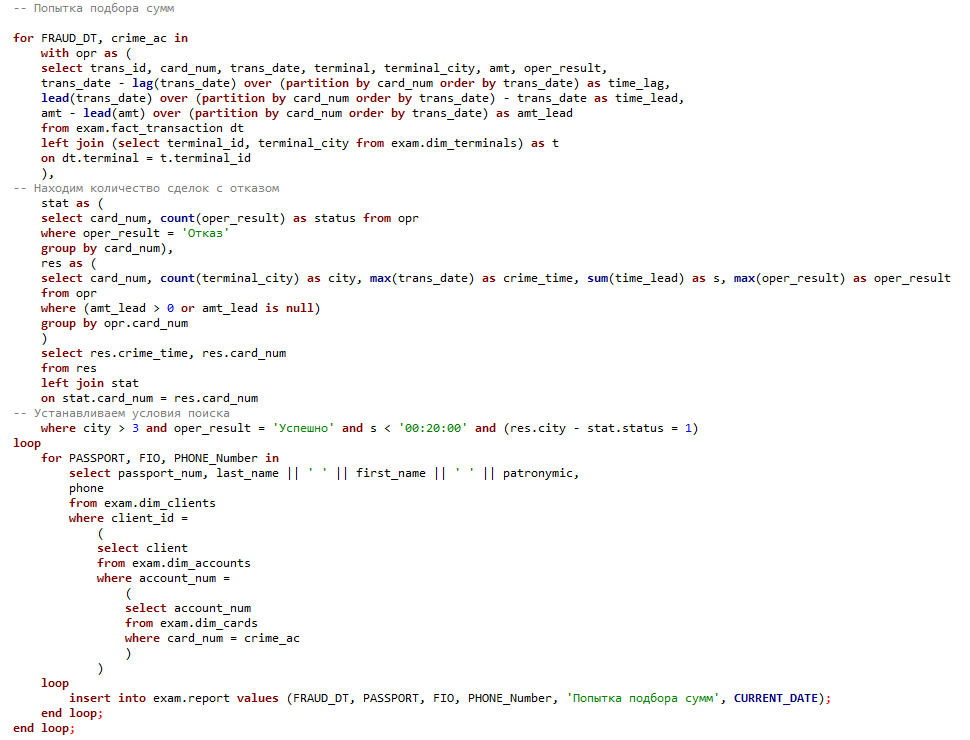 -- Попытка подбора сумм
for FRAUD_DT, crime_ac in
with opr as (
select trans_id, card_num, trans_date, terminal, terminal_city, amt, oper_result,
trans_date - lag(trans_date) over (partition by card_num order by trans_date) as time_lag,
lead(trans_date) over (partition by card_num order by trans_date) - trans_date as time_lead,
amt - lead(amt) over (partition by card_num order by trans_date) as amt_lead
from exam.fact_transaction dt
left join (select terminal_id, terminal_city from exam.dim_terminals) as t
on dt.terminal = t.terminal_id
),
-- Находим количество сделок с отказом
stat as (
select card_num, count(oper_result) as status from opr
where oper_result = 'Отказ'
group by card_num),
res as (
select card_num, count(terminal_city) as city, max(trans_date) as crime_time, sum(time_lead) as s, max(oper_result) as oper_result
from opr
where (amt_lead > 0 or amt_lead is null)
group by opr.card_num
)
select res.crime_time, res.card_num
from res
left join stat
on stat.card_num = res.card_num
-- Устанавливаем условия поиска
where city > 3 and oper_result = 'Успешно' and s < '00:20:00' and (res.city - stat.status = 1)
loop
for PASSPORT, FIO, PHONE_Number in
select passport_num, last_name || ' ' || first_name || ' ' || patronymic,
phone
from exam.dim_clients
where client_id =
(
select client
from exam.dim_accounts
where account_num =
(
select account_num
from exam.dim_cards
where card_num = crime_ac
)
)
loop
insert into exam.report values (FRAUD_DT, PASSPORT, FIO, PHONE_Number, 'Попытка подбора сумм', CURRENT_DATE);
end loop;
end loop;